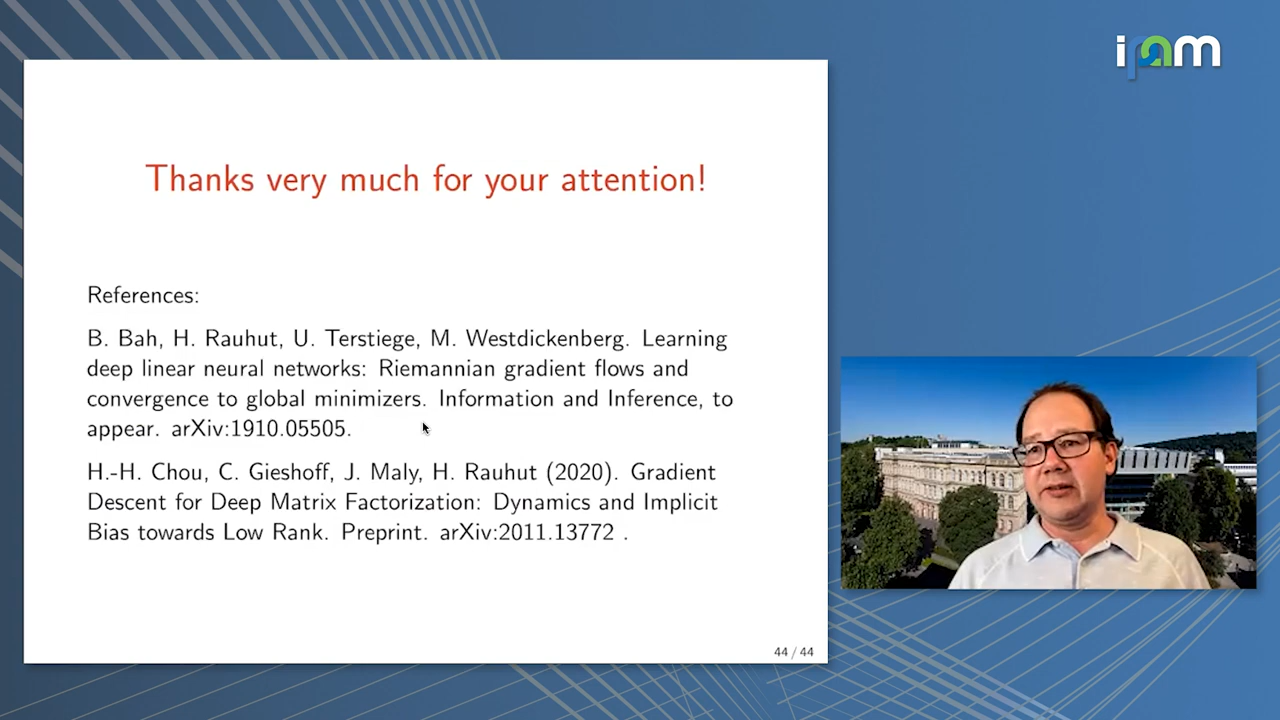 ipam
Thanks very much for your attention!
References:
B. Bah, H. Rauhut, U. Terstiege, M. Westdickenberg. Learning
deep linear neural networks: Riemannian gradient flows and
convergence to global minimizers. Information and Inference, to
appear. arXiv:1910.05505.
H.-H. Chou, C. Gieshoff, J. Maly, H. Rauhut (2020). Gradient
Descent for Deep Matrix Factorization: Dynamics and Implicit
Bias towards Low Rank. Preprint. arXiv:2011.13772 .
44 / 44